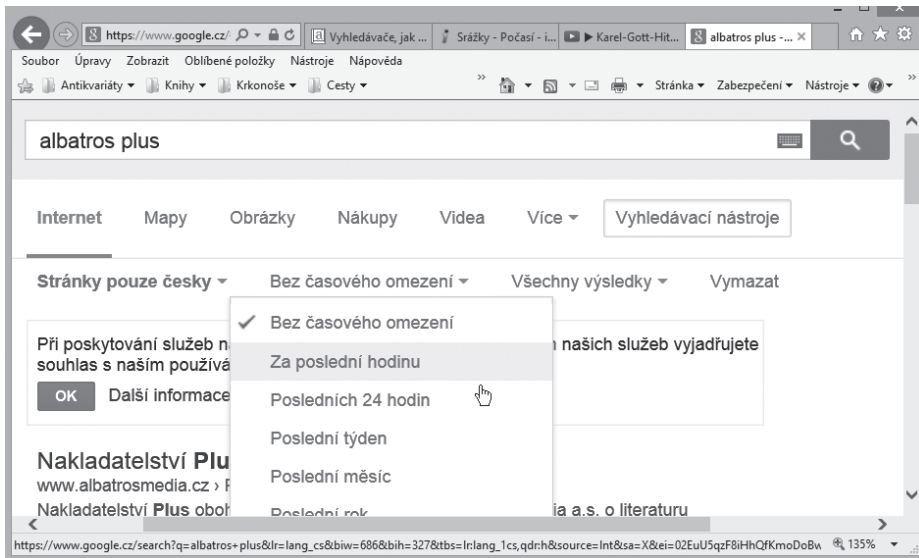 https://www.google.cz/
Vyhledávače, jak ...
Srážky - Počasí - i...
Karel-Gott-Hit...
albatros plus -...
Soubor Úpravy Zobrazit Oblíbené položky Nástroje Nápověda
Antikvariáty Knihy Krkonoše Cesty
Stránka Zabezpečení Nástroje
albatros plus
Internet Mapy Obrázky Nákupy Videa Více Vyhledávací nástroje
Stránky pouze česky Bez časového omezení Všechny výsledky Vymazat
Bez časového omezení
Za poslední hodinu
Posledních 24 hodin
Poslední týden
Poslední měsíc
Poslední rok
Při poskytování služeb našich služeb vyjadřujete
souhlas s naším
OK Další informace
Nakladatelství
www.albatrosmedia.cz ›
Nakladatelství Plus a.s. o literaturu
https://www.google.cz/search?q=albatros+plus&lr=lang_cs&biw=686&bih=327&tbs=lr:lang_1cs,qdr:h&source=lnt&sa=X&ei=02EuU5qzF8iHhQfKmoDoBw 135%